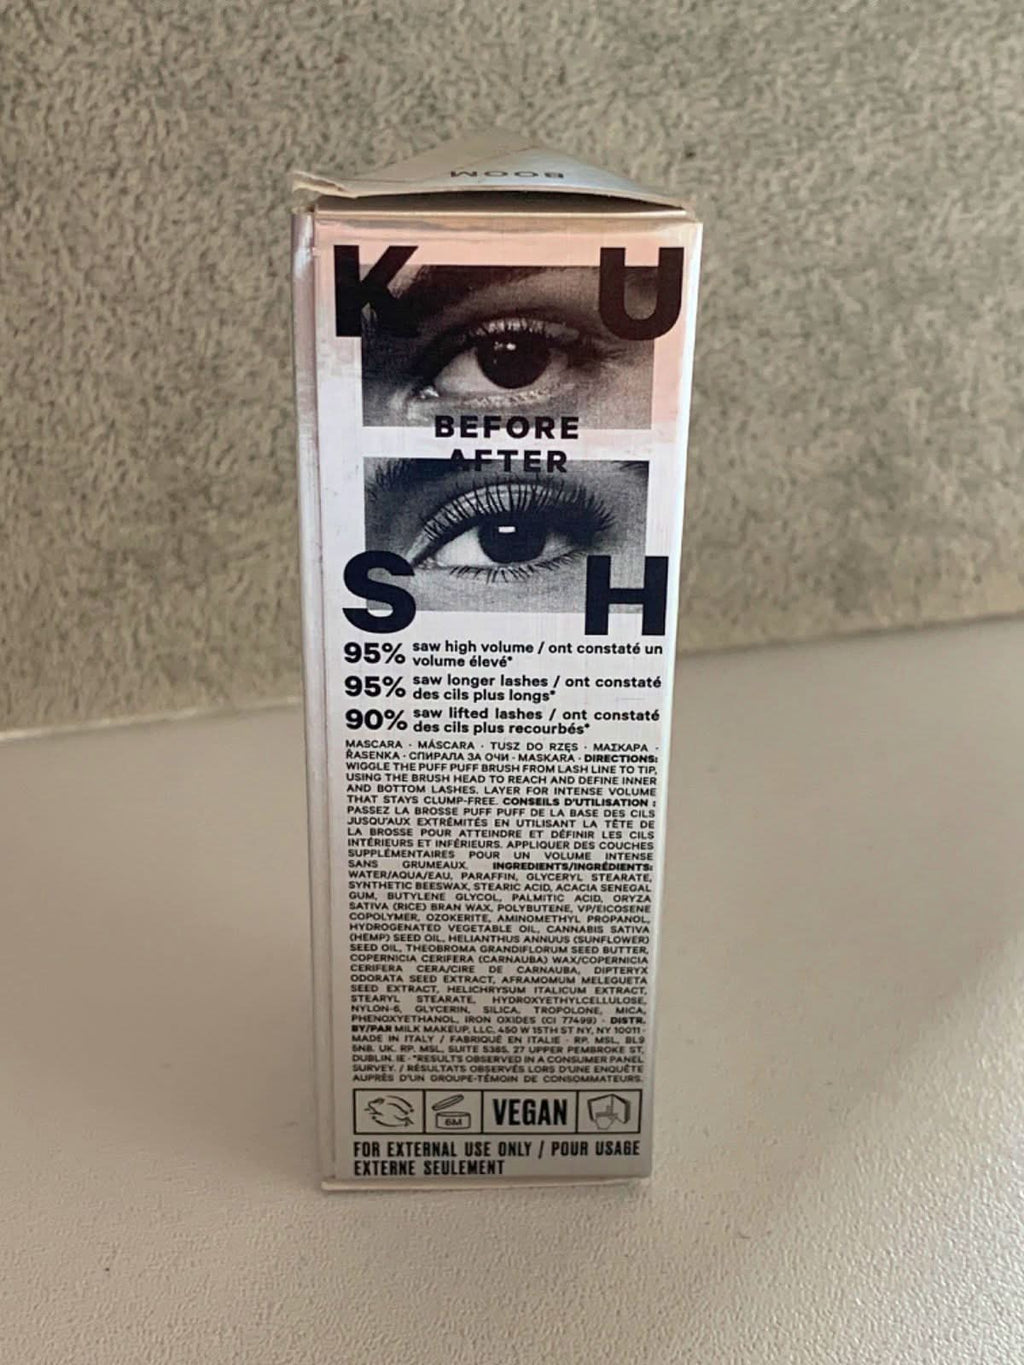 BOOM
K U
BEFORE
AFTER
S H
95% saw high volume / ont constaté un
volume élevé*
95% saw longer lashes / ont constaté
des cils plus longs*
90% saw lifted lashes / ont constaté
des cils plus recourbés*
MASCARA · MÁSCARA · TUSZ DO RZĘS · ΜΑΣΚΑΡΑ ·
ŘASENKA · СПИРАЛА ЗА ОЧИ · MASKARA · DIRECTIONS:
WIGGLE THE PUFF PUFF BRUSH FROM LASH LINE TO TIP,
USING THE BRUSH HEAD TO REACH AND DEFINE INNER
AND BOTTOM LASHES. LAYER FOR INTENSE VOLUME
THAT STAYS CLUMP-FREE. CONSEILS D'UTILISATION :
PASSEZ LA BROSSE PUFF PUFF DE LA BASE DES CILS
JUSQU'AUX EXTRÉMITÉS EN UTILISANT LA TÊTE DE
LA BROSSE POUR ATTEINDRE ET DÉFINIR LES CILS
INTÉRIEURS ET INFÉRIEURS. APPLIQUER DES COUCHES
SUPPLÉMENTAIRES POUR UN VOLUME INTENSE
SANS GRUMEAUX. INGREDIENTS/INGRÉDIENTS:
WATER/AQUA/EAU, PARAFFIN, GLYCERYL STEARATE,
SYNTHETIC BEESWAX, STEARIC ACID, ACACIA SENEGAL
GUM, BUTYLENE GLYCOL, PALMITIC ACID, ORYZA
SATIVA (RICE) BRAN WAX, POLYBUTENE, VP/EICOSENE
COPOLYMER, OZOKERITE, AMINOMETHYL PROPANOL,
HYDROGENATED VEGETABLE OIL, CANNABIS SATIVA
(HEMP) SEED OIL, HELIANTHUS ANNUUS (SUNFLOWER)
SEED OIL, THEOBROMA GRANDIFLORUM SEED BUTTER,
COPERNICIA CERIFERA (CARNAUBA) WAX/COPERNICIA
CERIFERA CERA/CIRE DE CARNAUBA, DIPTERYX
ODORATA SEED EXTRACT, AFRAMOMUM MELEGUETA
SEED EXTRACT, HELICHRYSUM ITALICUM EXTRACT,
STEARYL STEARATE, HYDROXYETHYLCELLULOSE,
NYLON-6, GLYCERIN, SILICA, TROPOLONE, MICA,
PHENOXYETHANOL, IRON OXIDES (CI 77499) · DISTR.
BY/PAR MILK MAKEUP, LLC, 450 W 15TH ST NY, NY 10011 ·
MADE IN ITALY / FABRIQUÉ EN ITALIE · RP. MSL, BL9
5NB. UK. RP. MSL, SUITE 5365, 27 UPPER PEMBROKE ST,
DUBLIN. IE · *RESULTS OBSERVED IN A CONSUMER PANEL
SURVEY. / RÉSULTATS OBSERVÉS LORS D'UNE ENQUÊTE
AUPRÈS D'UN GROUPE-TÉMOIN DE CONSOMMATEURS.
6M VEGAN
FOR EXTERNAL USE ONLY / POUR USAGE
EXTERNE SEULEMENT